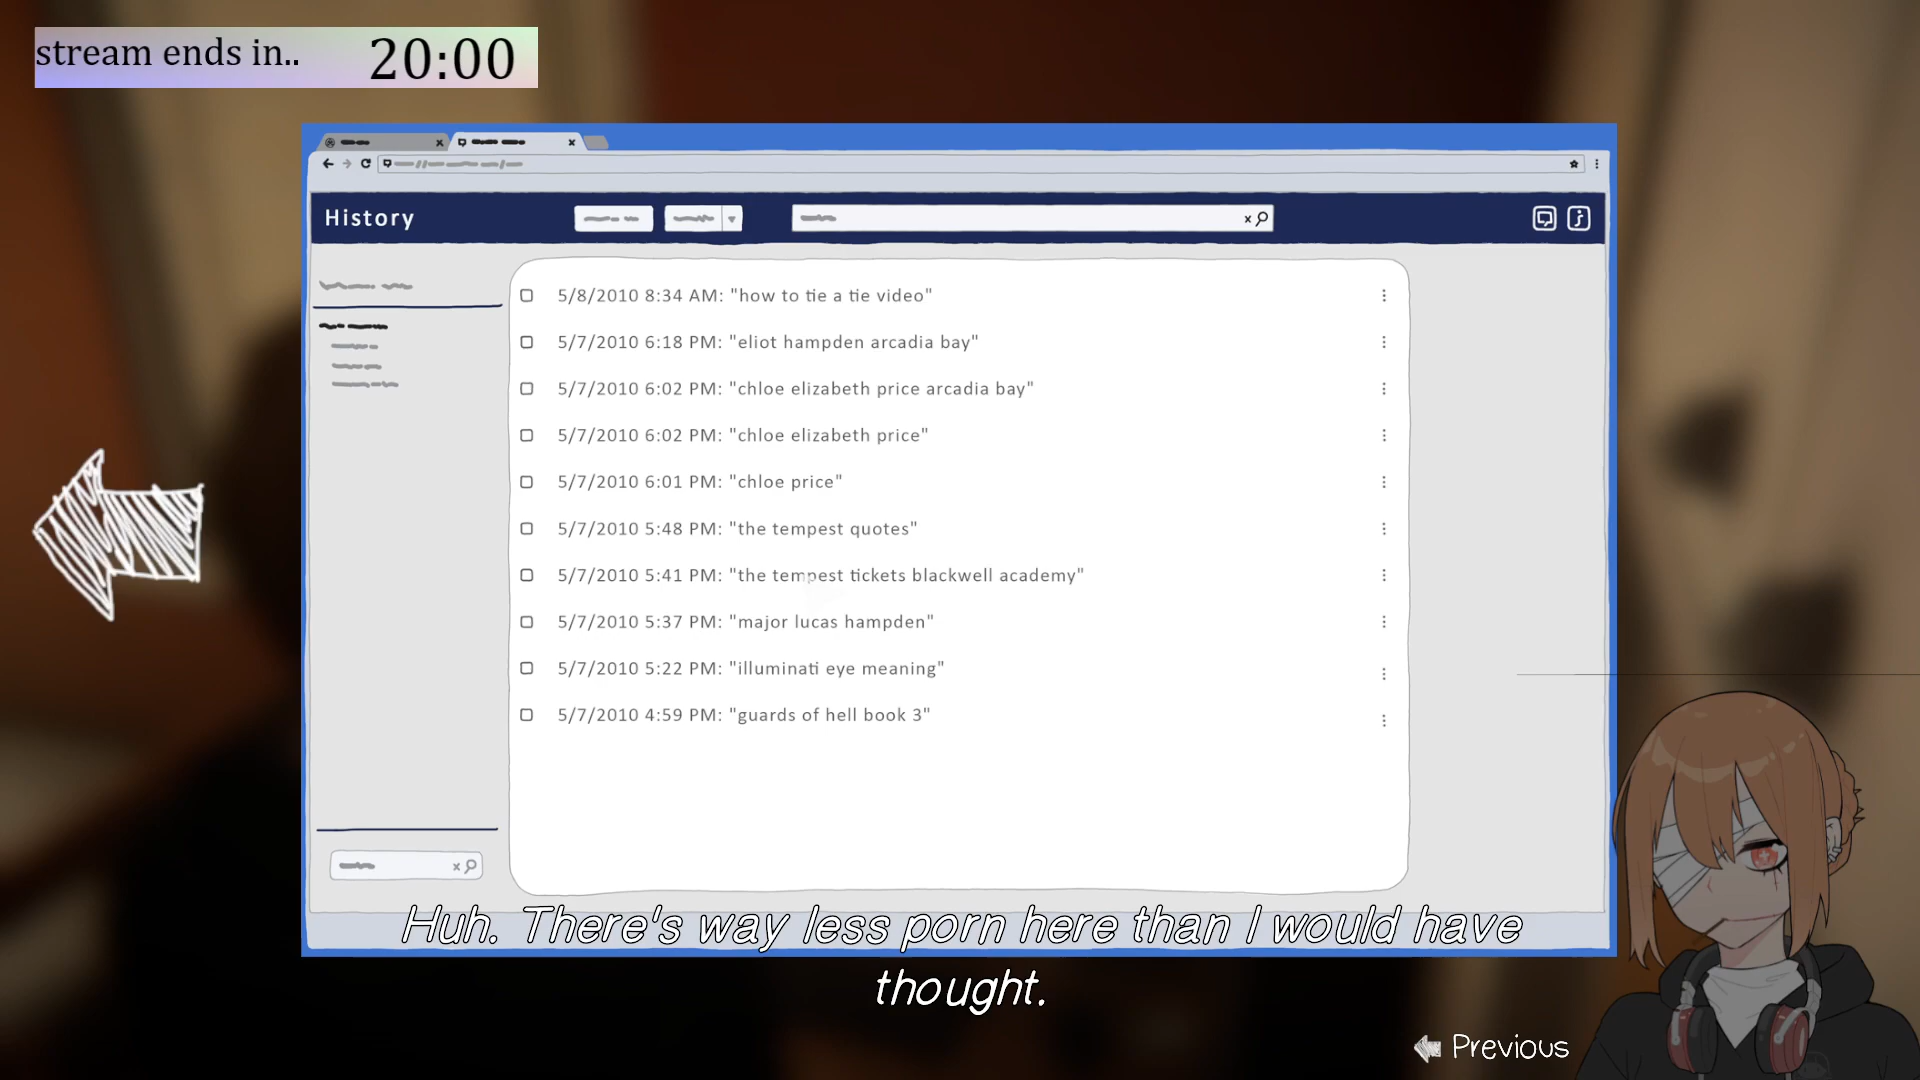 stream ends in.. 20:00
History
5/8/2010 8:34 AM: "how to tie a tie video"
5/7/2010 6:18 PM: "eliot hampden arcadia bay"
5/7/2010 6:02 PM: "chloe elizabeth price arcadia bay"
5/7/2010 6:02 PM: "chloe elizabeth price"
5/7/2010 6:01 PM: "chloe price"
5/7/2010 5:48 PM: "the tempest quotes"
5/7/2010 5:41 PM: "the tempest tickets blackwell academy"
5/7/2010 5:37 PM: "major lucas hampden"
5/7/2010 5:22 PM: "illuminati eye meaning"
5/7/2010 4:59 PM: "guards of hell book 3"
Huh. There's way less porn here than I would have
thought.
Previous